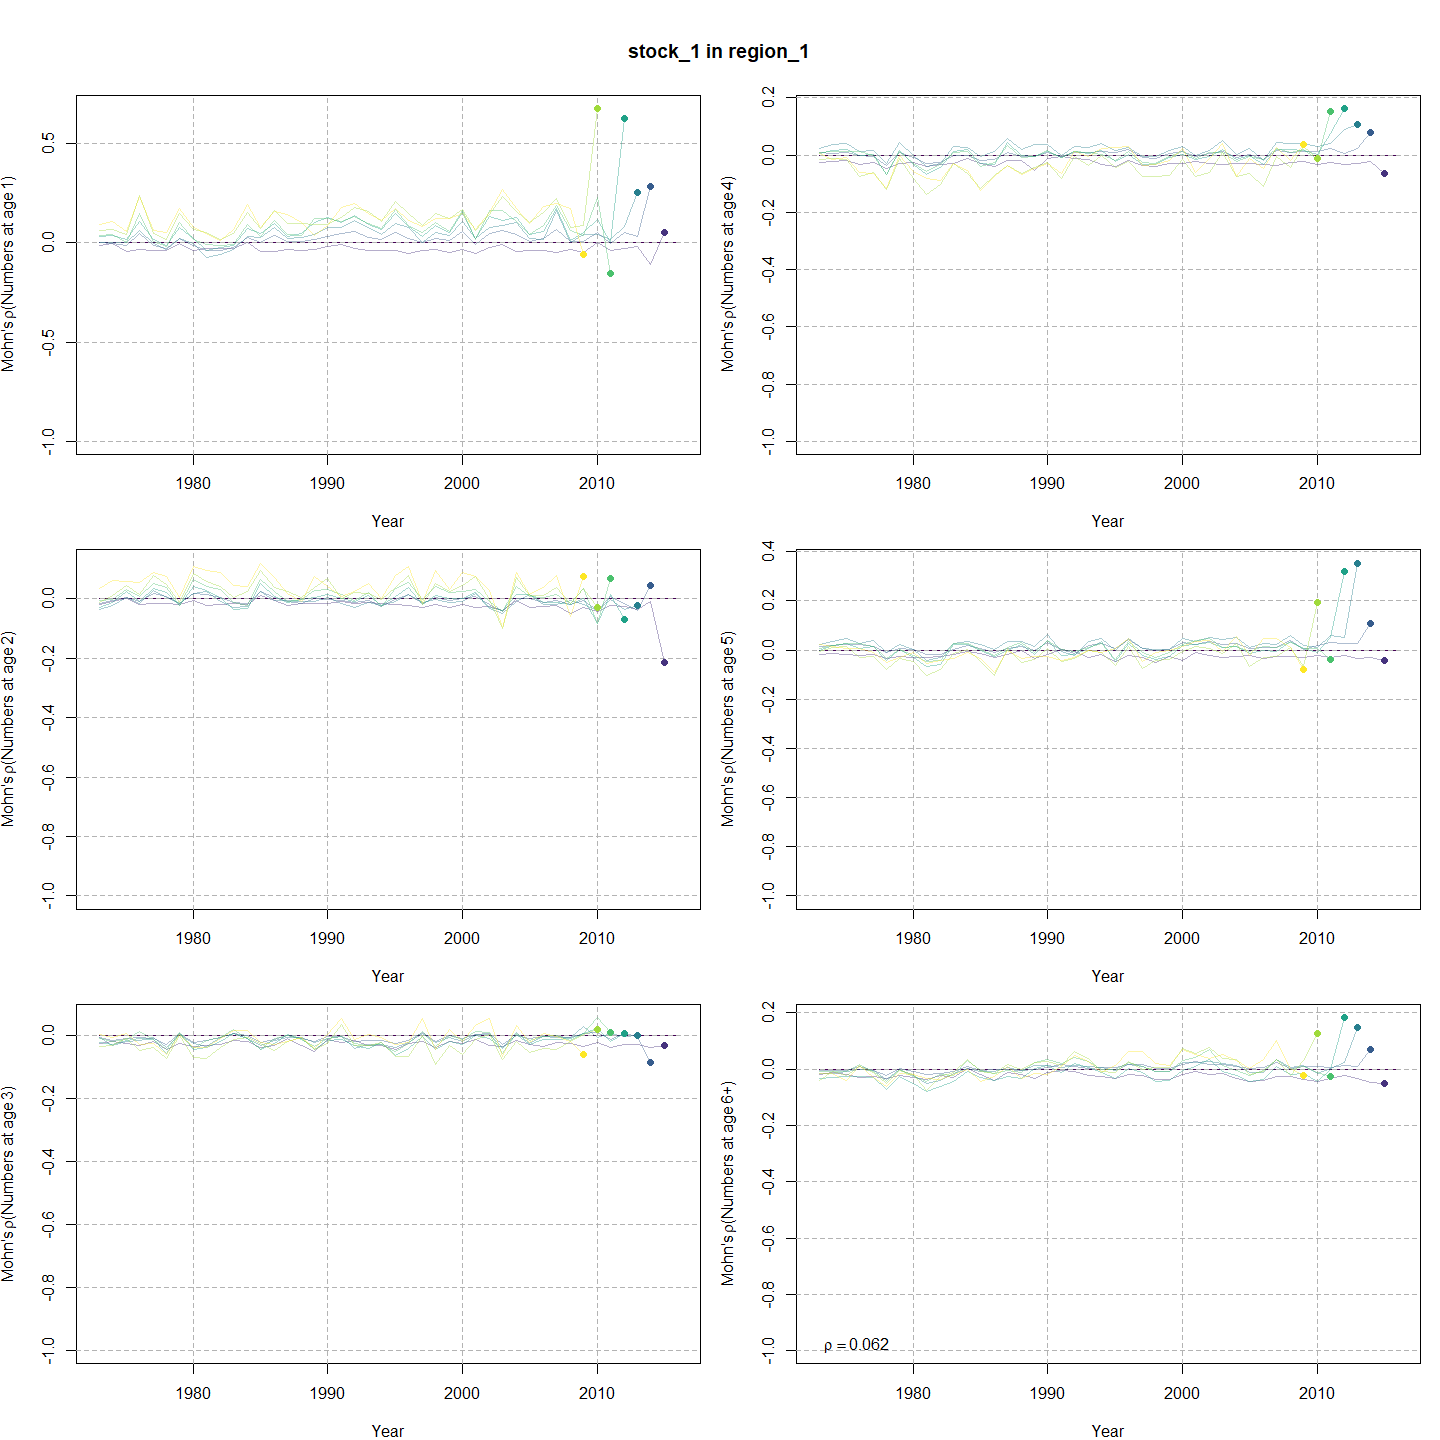 stock_1 in region_1
Mohn's ρ(Numbers at age 1)
0.5
0.0
-0.5
-1.0
1980 1990 2000 2010
Year
Mohn's ρ(Numbers at age 4)
0.2
0.0
-0.2
-0.4
-0.6
-0.8
-1.0
1980 1990 2000 2010
Year
Mohn's ρ(Numbers at age 2)
0.0
-0.2
-0.4
-0.6
-0.8
-1.0
1980 1990 2000 2010
Year
Mohn's ρ(Numbers at age 5)
0.4
0.2
0.0
-0.2
-0.4
-0.6
-0.8
-1.0
1980 1990 2000 2010
Year
Mohn's ρ(Numbers at age 3)
0.0
-0.2
-0.4
-0.6
-0.8
-1.0
1980 1990 2000 2010
Year
Mohn's ρ(Numbers at age 6+)
0.2
0.0
-0.2
-0.4
-0.6
-0.8
-1.0
ρ = 0.062
1980 1990 2000 2010
Year